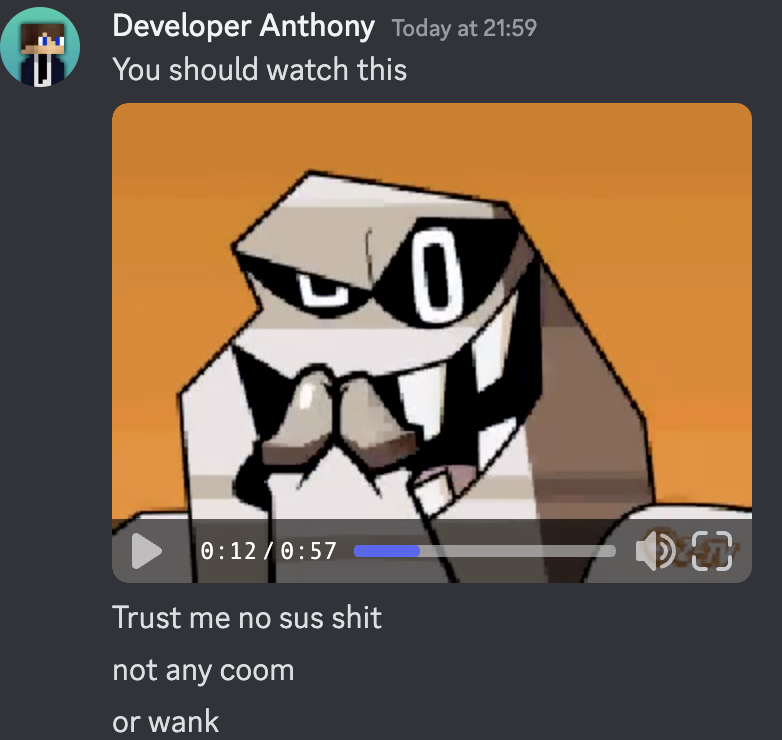 Developer Anthony Today at 21:59
You should watch this
0:12 / 0:57
Trust me no sus shit
not any coom
or wank